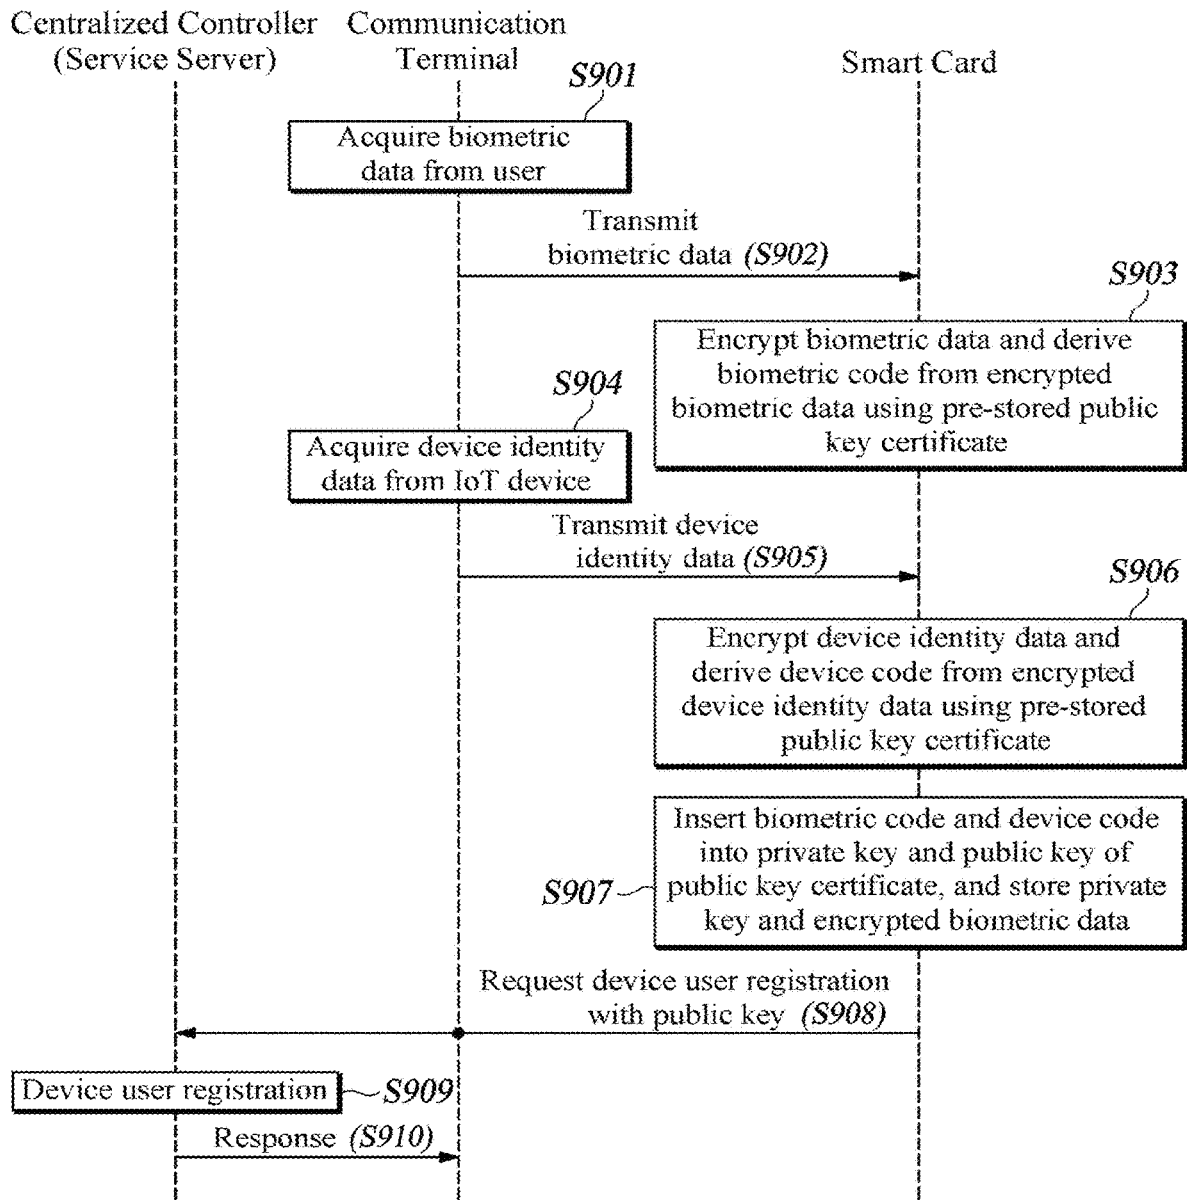 Centralized Controller
(Service Server)
Communication
Terminal
Smart Card
S901
Acquire biometric
data from user
Transmit
biometric data (S902)
S903
Encrypt biometric data and derive
biometric code from encrypted
biometric data using pre-stored public
key certificate
S904
Acquire device identity
data from IoT device
Transmit device
identity data (S905)
S906
Encrypt device identity data and
derive device code from encrypted
device identity data using pre-stored
public key certificate
Insert biometric code and device code
into private key and public key of
public key certificate, and store private
key and encrypted biometric data
S907
Request device user registration
with public key (S908)
Device user registration
S909
Response (S910)